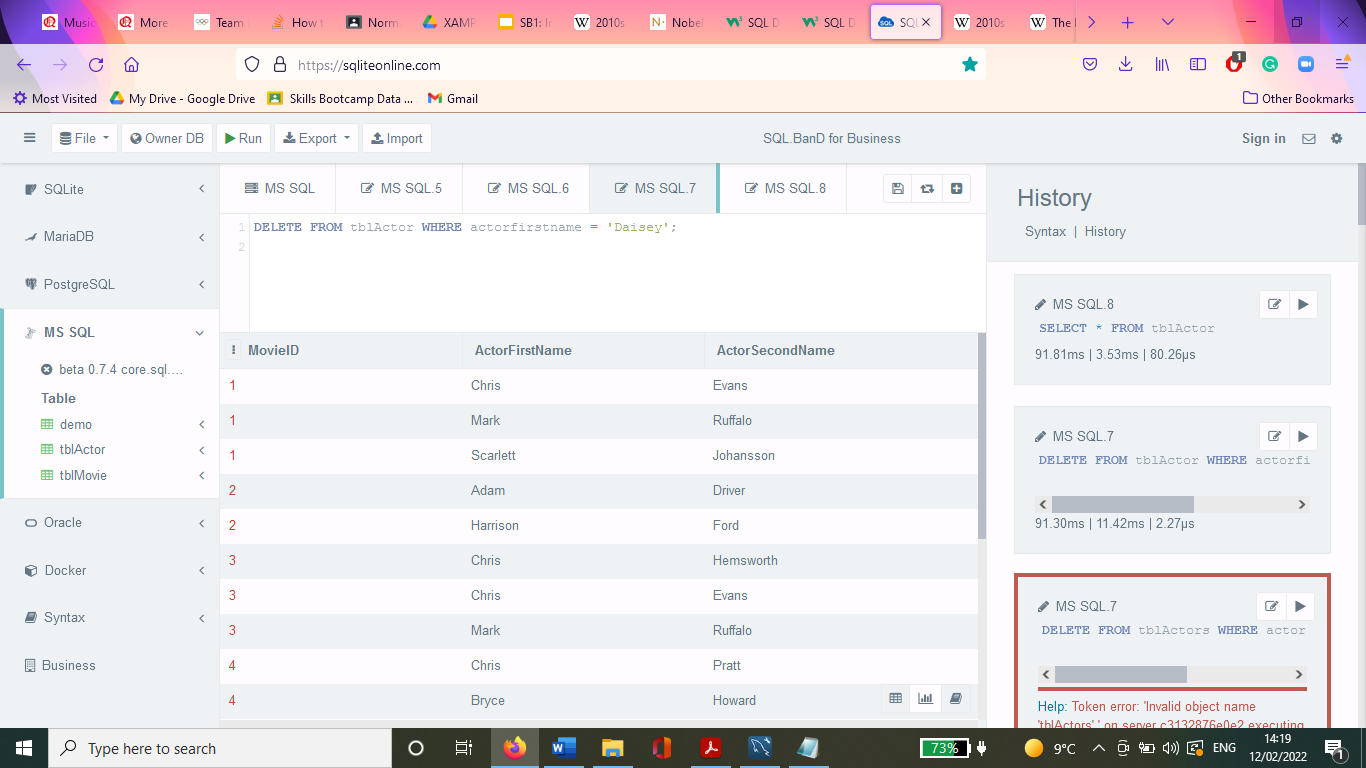 Music
More
Team
How t
Norm
XAMP
SB1: I
2010s
Nobel
SQL D
SQL D
SQL
2010s
The
https://sqliteonline.com
1
Most Visited
My Drive - Google Drive
Skills Bootcamp Data ...
Gmail
Other Bookmarks
File
Owner DB
Run
Export
Import
SQL.BanD for Business
Sign in
SQLite
MariaDB
PostgreSQL
MS SQL
beta 0.7.4 core.sql....
Table
demo
tblActor
tblMovie
Oracle
Docker
Syntax
Business
MS SQL
MS SQL.5
MS SQL.6
MS SQL.7
MS SQL.8
1 DELETE FROM tblActor WHERE actorfirstname = 'Daisey';
2
MovieID ActorFirstName ActorSecondName
1 Chris Evans
1 Mark Ruffalo
1 Scarlett Johansson
2 Adam Driver
2 Harrison Ford
3 Chris Hemsworth
3 Chris Evans
3 Mark Ruffalo
4 Chris Pratt
4 Bryce Howard
History
Syntax | History
MS SQL.8
SELECT * FROM tblActor
91.81ms | 3.53ms | 80.26µs
MS SQL.7
DELETE FROM tblActor WHERE actorfi
91.30ms | 11.42ms | 2.27µs
MS SQL.7
DELETE FROM tblActors WHERE actor
Help: Token error: 'Invalid object name
'tblActors'.' on server c3132876e0e2 executing
Type here to search
73%
9°C
ENG
14:19
12/02/2022
1